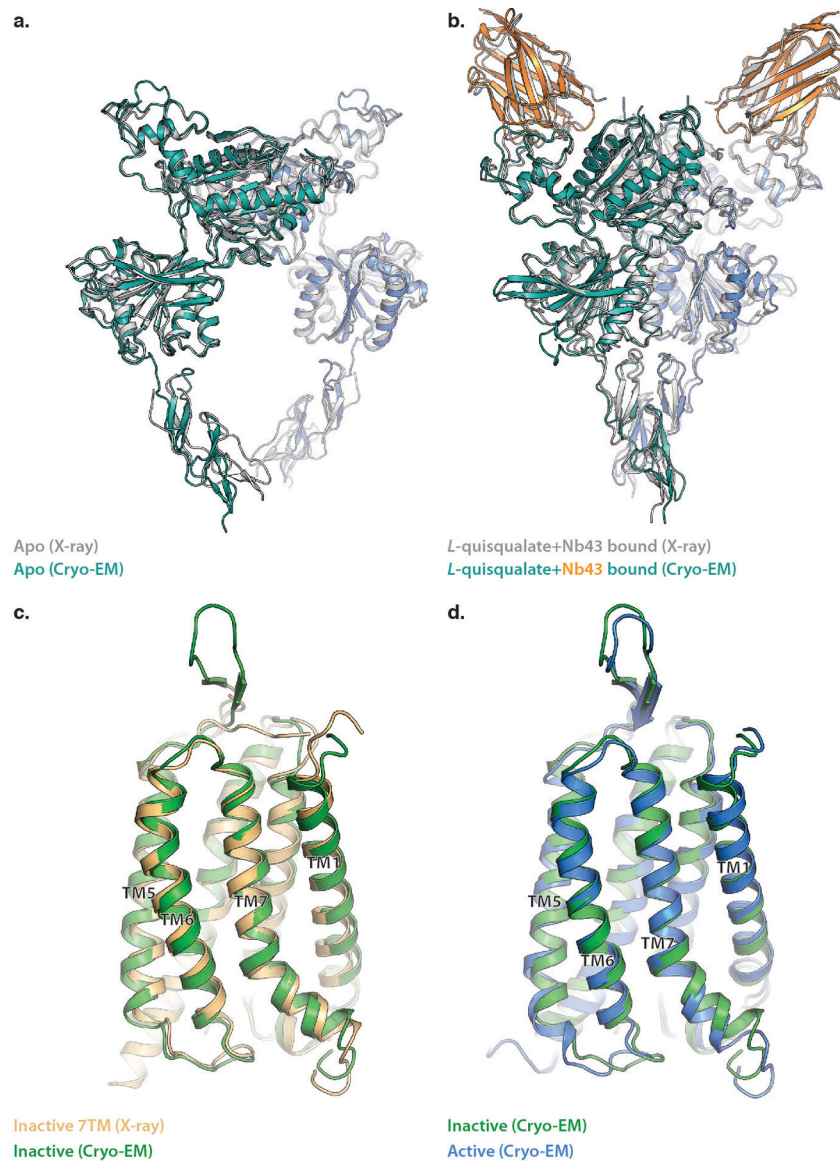 a.
b.
Apo (X-ray)
Apo (Cryo-EM)
L-quisqualate+Nb43 bound (X-ray)
L-quisqualate+Nb43 bound (Cryo-EM)
c.
d.
TM5
TM6
TM7
TM1
TM5
TM6
TM7
TM1
Inactive 7TM (X-ray)
Inactive (Cryo-EM)
Inactive (Cryo-EM)
Active (Cryo-EM)